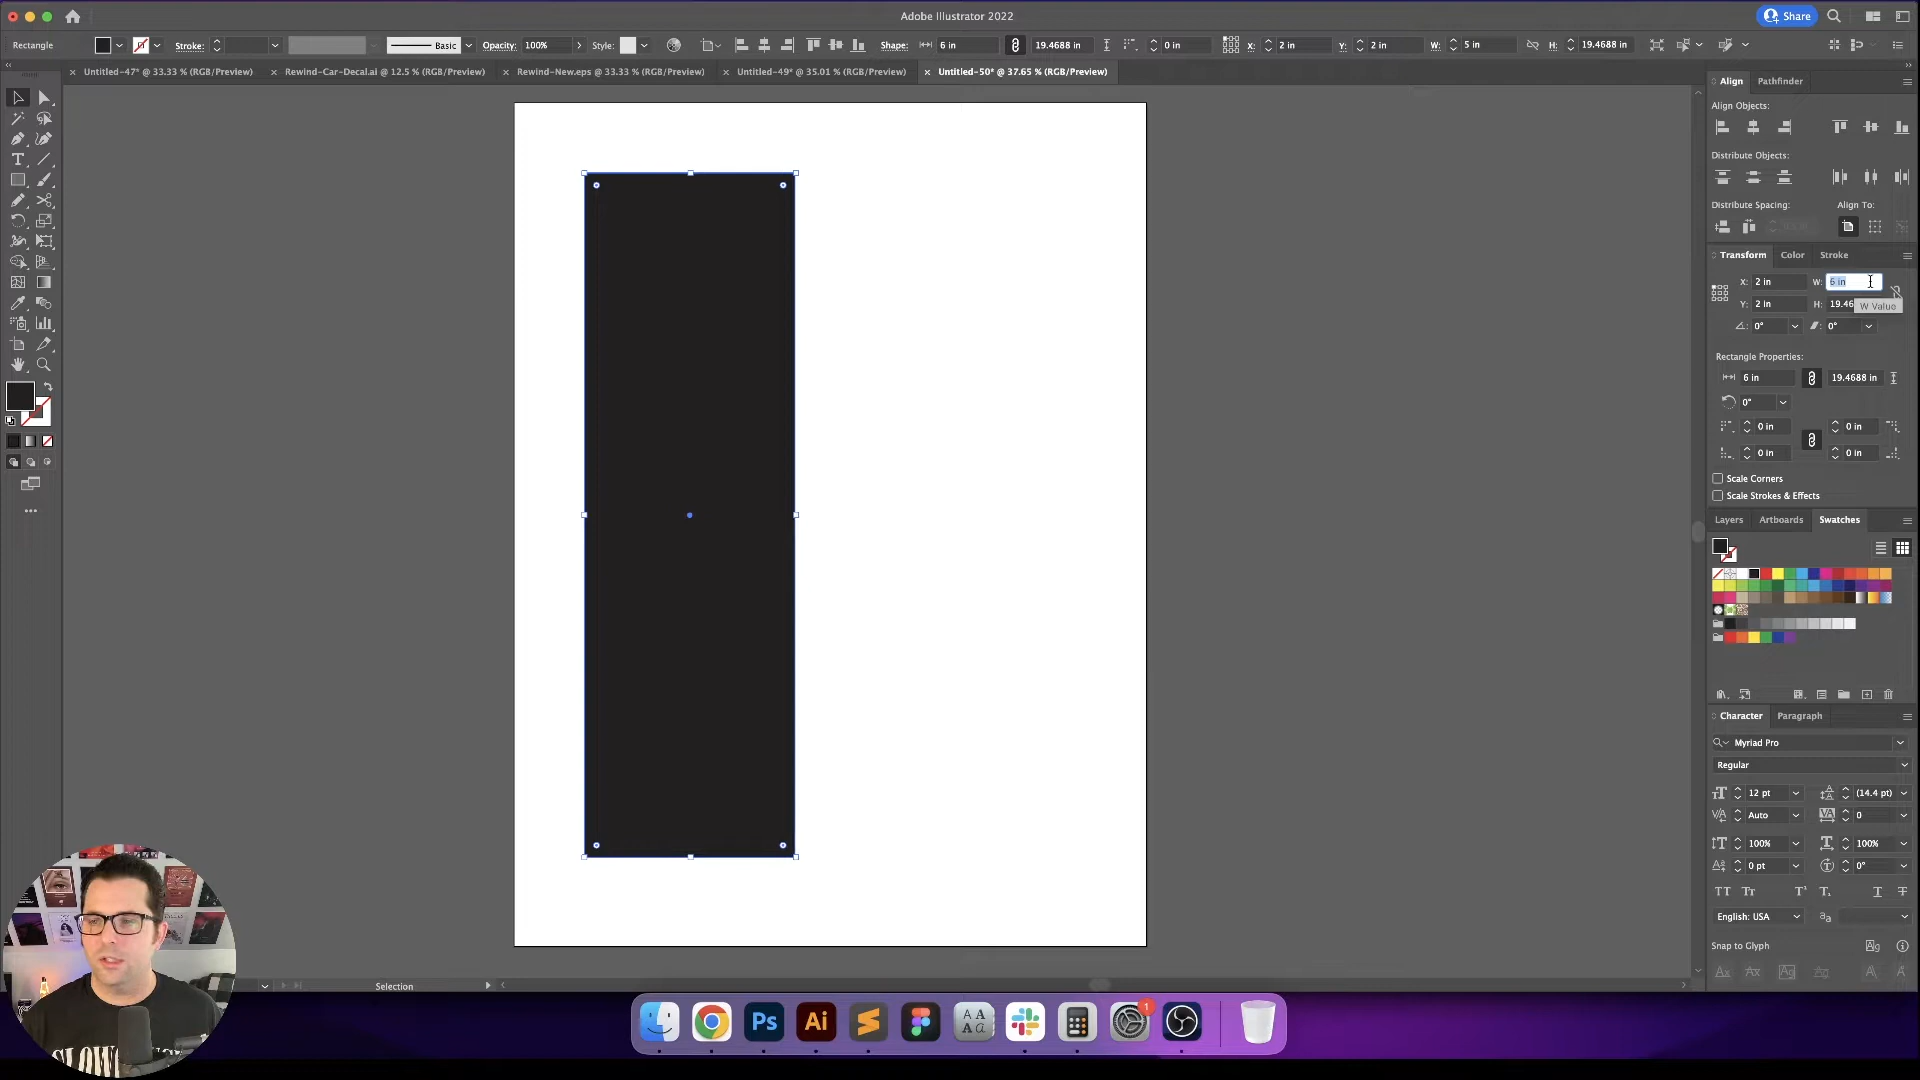 Adobe Illustrator 2022
Share
Rectangle
Stroke:
Basic
Opacity: 100%
Style:
Shape: 6 in
19.4688 in
0 in
X: 2 in
Y: 2 in
W: 5 in
H: 19.4688 in
Untitled-47* @ 33.33 % (RGB/Preview)
Rewind-Car-Decal.ai @ 12.5 % (RGB/Preview)
Rewind-New.eps @ 33.33 % (RGB/Preview)
Untitled-49* @ 35.01 % (RGB/Preview)
Untitled-50* @ 37.65 % (RGB/Preview)
Align Pathfinder
Align Objects:
Distribute Objects:
Distribute Spacing: Align To:
Transform Color Stroke
X: 2 in W: 6 in
Y: 2 in H: 19.46
W Value
0° 0°
Rectangle Properties:
6 in 19.4688 in
0°
0 in 0 in
0 in 0 in
Scale Corners
Scale Strokes & Effects
Layers Artboards Swatches
Character Paragraph
Myriad Pro
Regular
12 pt (14.4 pt)
Auto 0
100% 100%
0 pt 0°
English: USA
Snap to Glyph
Selection
Ps
Ai
1